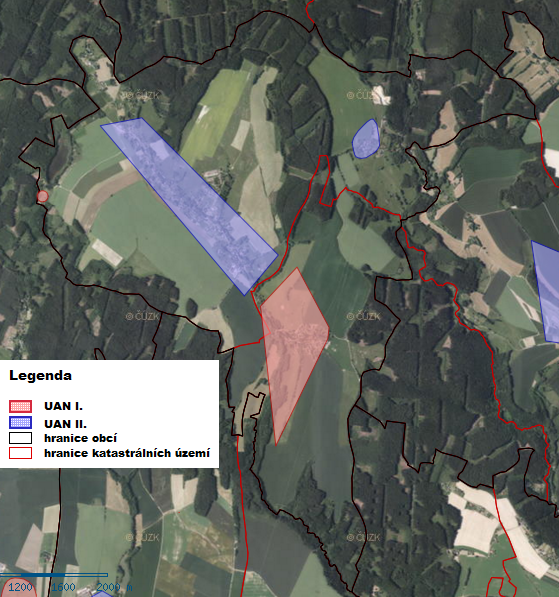 © ČÚZK
© ČÚZK
© ČÚZK
© ČÚZK
Legenda
UAN I.
UAN II.
hranice obcí
hranice katastrálních území
© ČÚZK
© ČÚZK
1200 1600 2000 m